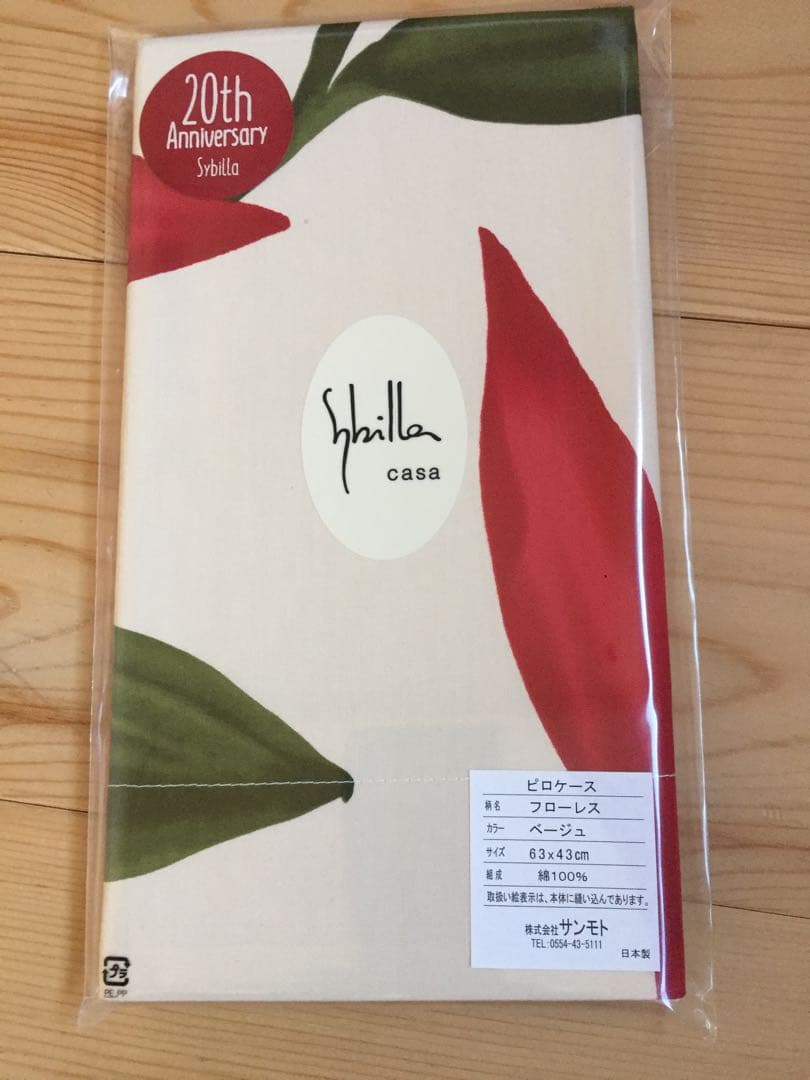 20th
Anniversary
Sybilla
Sybilla
casa
ピロケース
柄名 フローレス
カラー ベージュ
サイズ 63x43cm
組成 綿100%
取扱い絵表示は、本体に縫い込んであります。
株式会社サンモト
TEL:0554-43-5111
日本製
プラ
PE,PP